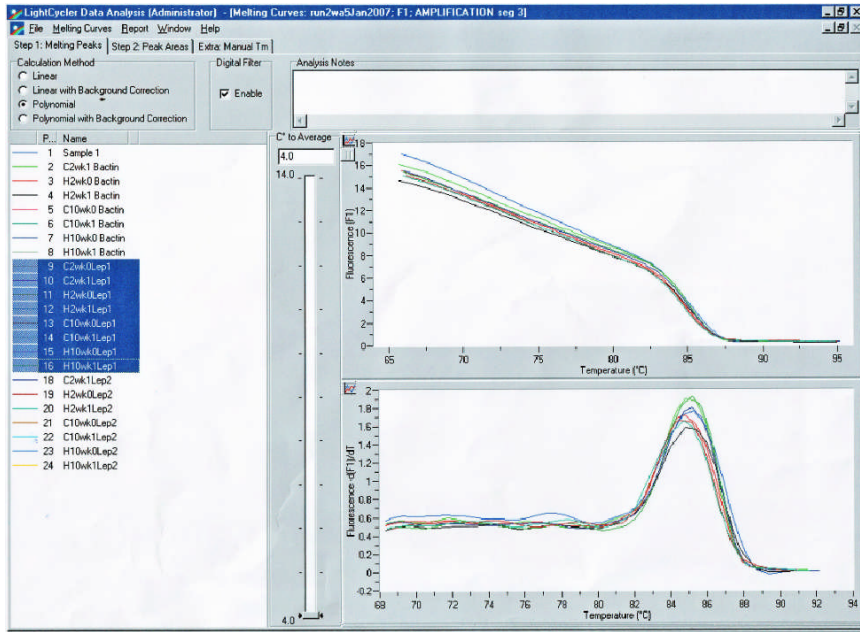 LightCycler Data Analysis (Administrator) - [Melting Curves: run2wa5Jan2007; F1; AMPLIFICATION seg 3]
File Melting Curves Report Window Help
Step 1: Melting Peaks Step 2: Peak Areas Extra: Manual Tm
Calculation Method
Linear
Linear with Background Correction
Polynomial
Polynomial with Background Correction
Digital Filter
Enable
Analysis Notes
P... Name
1 Sample 1
2 C2wk1 Bactin
3 H2wk0 Bactin
4 H2wk1 Bactin
5 C10wk0 Bactin
6 C10wk1 Bactin
7 H10wk0 Bactin
8 H10wk1 Bactin
9 C2wk0Lep1
10 C2wk1Lep1
11 H2wk0Lep1
12 H2wk1Lep1
13 C10wk0Lep1
14 C10wk1Lep1
15 H10wk0Lep1
16 H10wk1Lep1
18 C2wk1Lep2
19 H2wk0Lep2
20 H2wk1Lep2
21 C10wk0Lep2
22 C10wk1Lep2
23 H10wk0Lep2
24 H10wk1Lep2
C° to Average
4.0
14.0
4.0
18
16
14
12
10
8
6
4
2
0
Fluorescence (F1)
65 70 75 80 85 90 95
Temperature (°C)
2
1.8
1.6
1.4
1.2
1
0.8
0.6
0.4
0.2
0
-0.2
Fluorescence -d(F1)/dT
68 70 72 74 76 78 80 82 84 86 88 90 92 94
Temperature (°C)